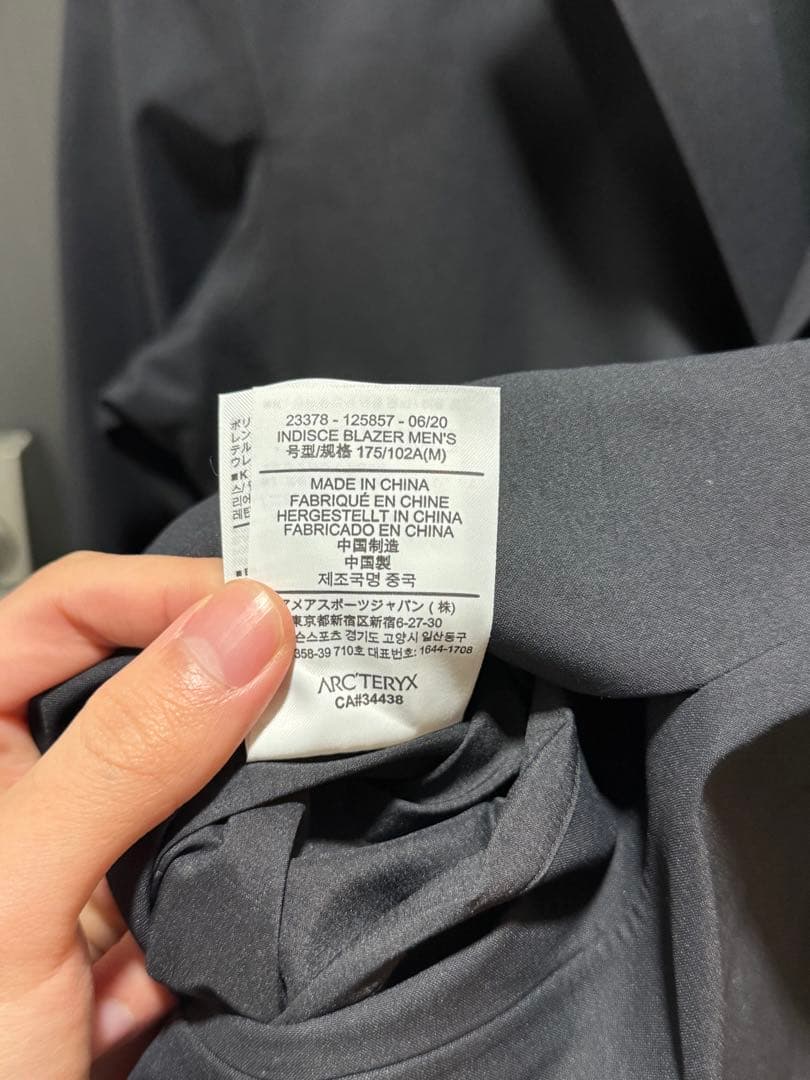 23378 - 125857 - 06/20
INDISCE BLAZER MEN'S
号型/规格 175/102A(M)
MADE IN CHINA
FABRIQUÉ EN CHINE
HERGESTELLT IN CHINA
FABRICADO EN CHINA
中国制造
中国製
제조국명 중국
アメアスポーツジャパン ( 株)
東京都新宿区新宿6-27-30
경기도 고양시 일산동구
358-39 710호 대표번호: 1644-1708
ARC'TERYX
CA#34438